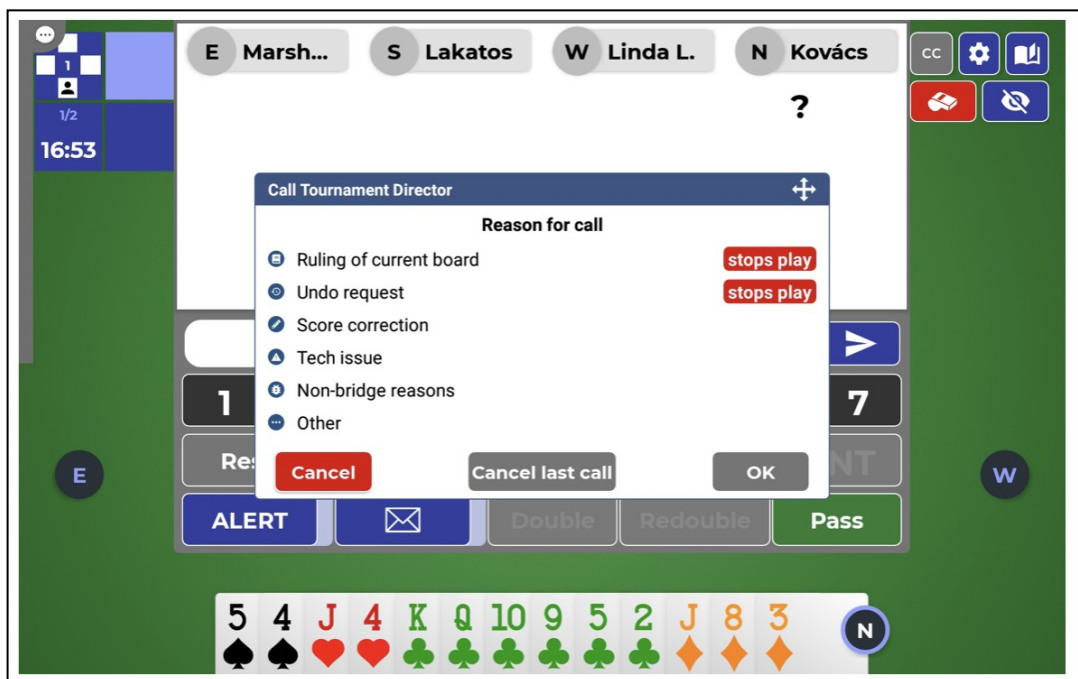 E Marsh... S Lakatos W Linda L. N Kovács CC
1
?
1/2
16:53
Call Tournament Director
Reason for call
Ruling of current board stops play
Undo request stops play
Score correction
Tech issue
Non-bridge reasons
Other
1 7
Cancel Cancel last call OK
NT
E W
ALERT Double Redouble Pass
5 4 J 4 K Q 10 9 5 2 J 8 3
N